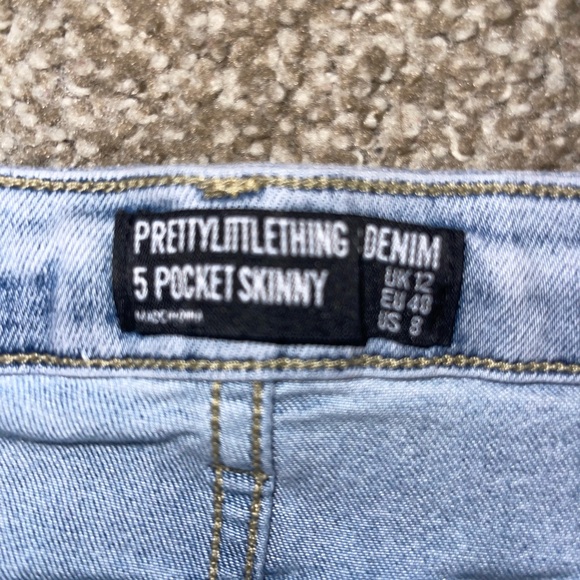 PRETTYLITTLETHING DENIM
5 POCKET SKINNY
UK 12
EU 40
US 8